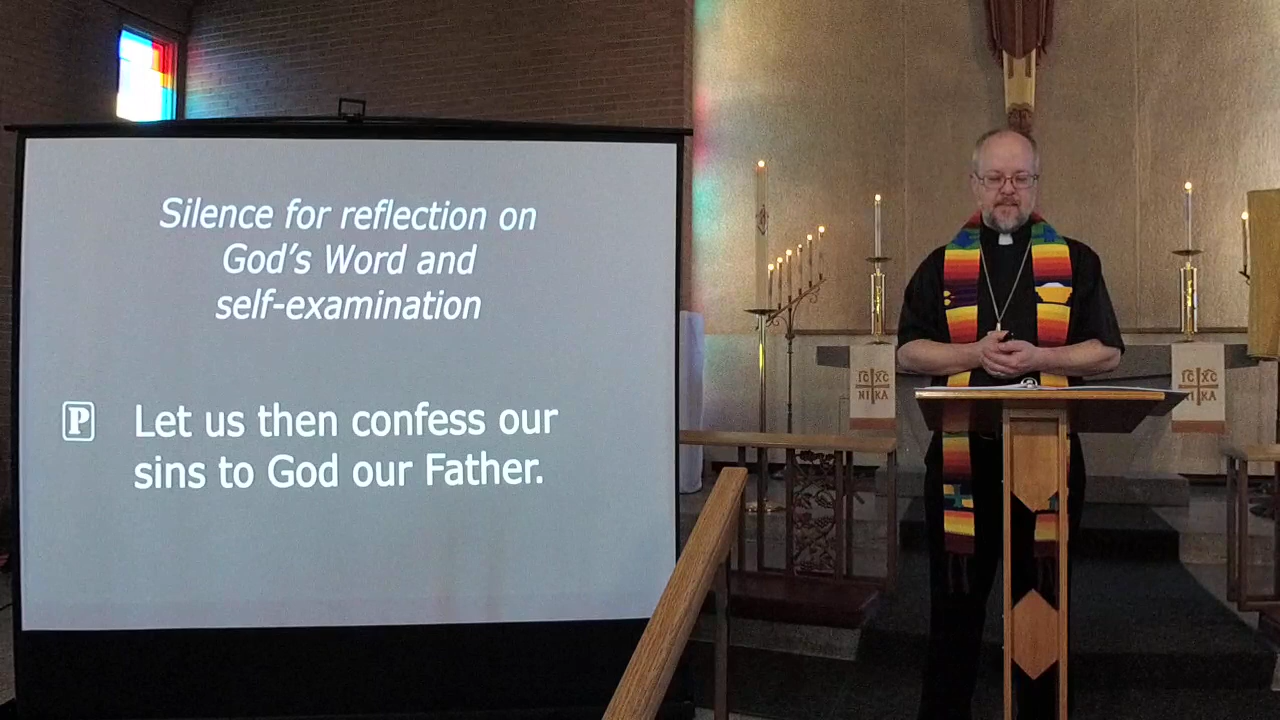 Silence for reflection on
God's Word and
self-examination
P Let us then confess our
sins to God our Father.
IC XC
NI KA
IC XC
NI KA